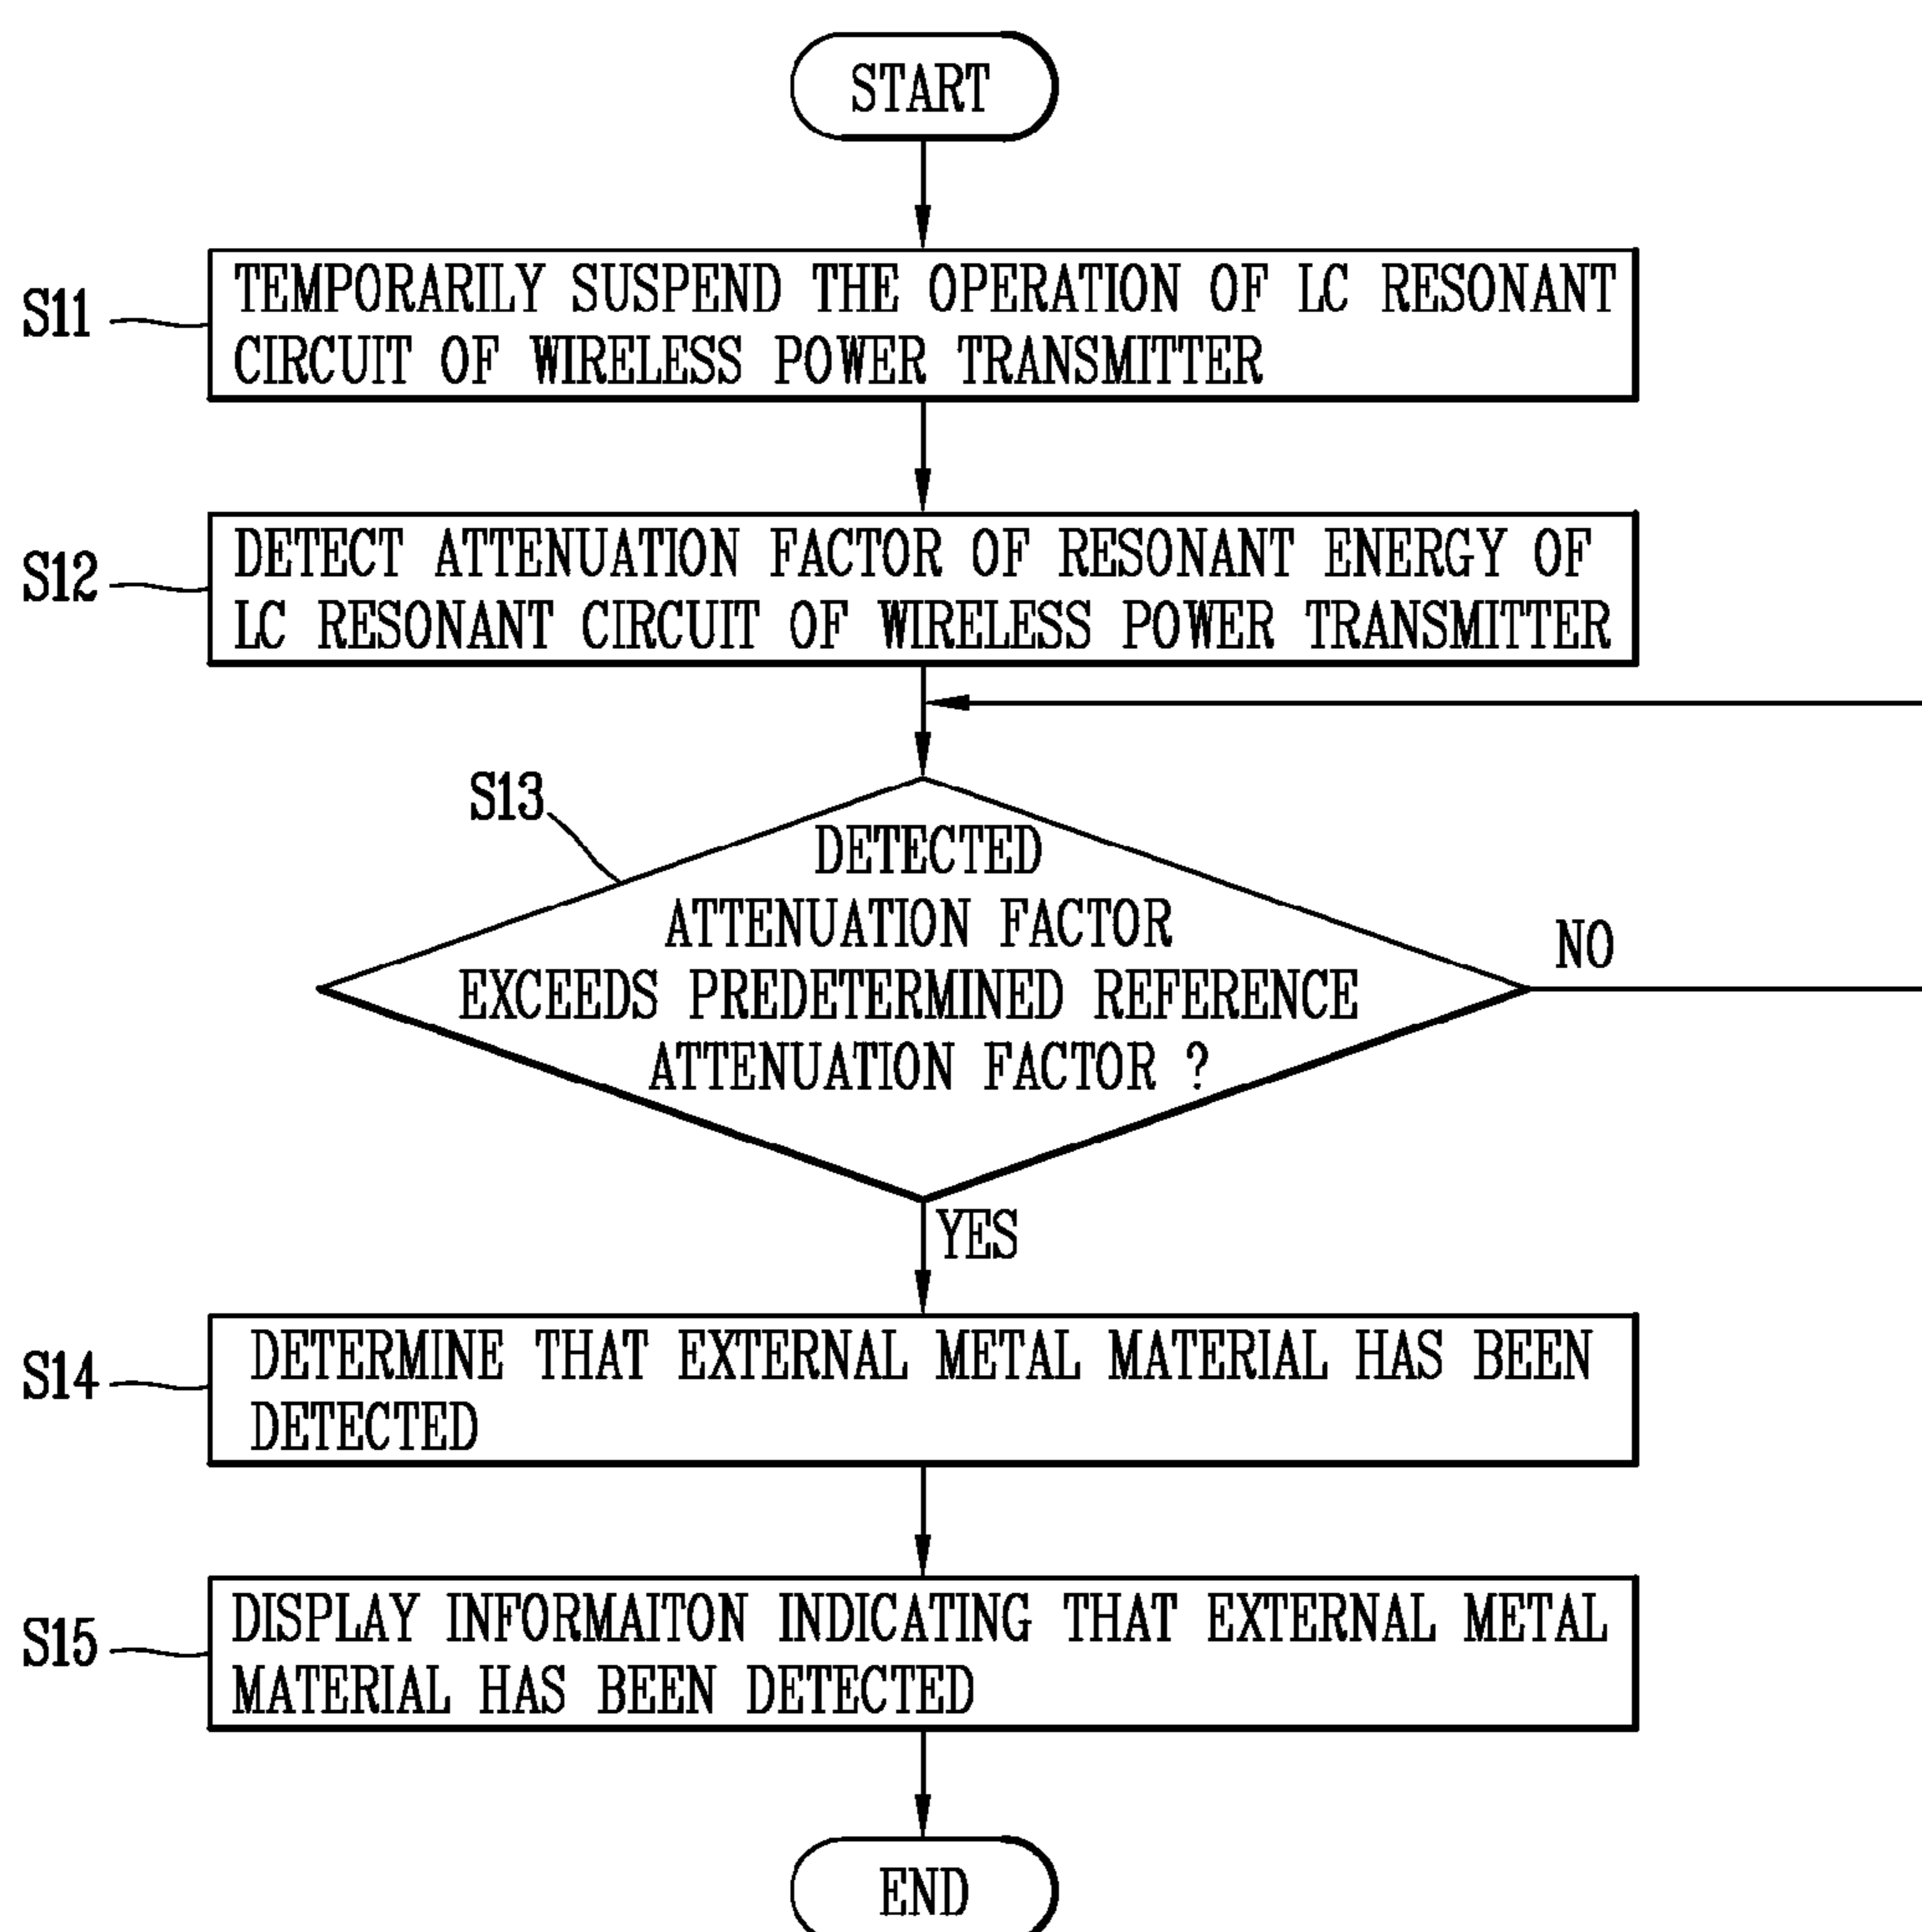 START
S11
TEMPORARILY SUSPEND THE OPERATION OF LC RESONANT
CIRCUIT OF WIRELESS POWER TRANSMITTER
S12
DETECT ATTENUATION FACTOR OF RESONANT ENERGY OF
LC RESONANT CIRCUIT OF WIRELESS POWER TRANSMITTER
S13
DETECTED
ATTENUATION FACTOR
EXCEEDS PREDETERMINED REFERENCE
ATTENUATION FACTOR ?
NO
YES
S14
DETERMINE THAT EXTERNAL METAL MATERIAL HAS BEEN
DETECTED
S15
DISPLAY INFORMAITON INDICATING THAT EXTERNAL METAL
MATERIAL HAS BEEN DETECTED
END